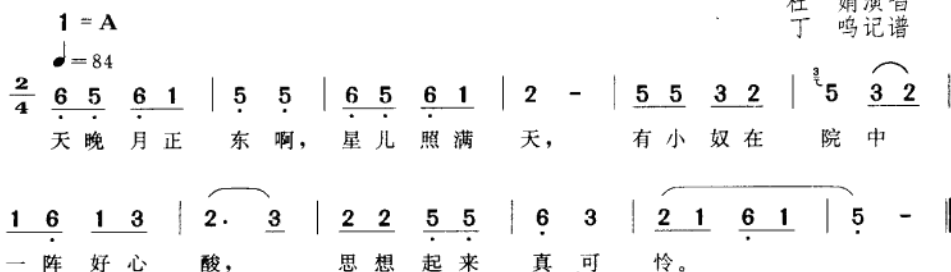 杜 娟演唱
1 = A
丁 鸣记谱
♩= 84
2/4 6̣ 5̣ 6̣ 1 | 5̣ 5̣ | 6̣ 5̣ 6̣ 1 | 2 - | 5 5 3 2 | 5 3 2 |
天 晚 月 正 东 啊, 星 儿 照 满 天, 有 小 奴 在 院 中
1 6̣ 1 3 | 2. 3 | 2 2 5̣ 5̣ | 6̣ 3 | 2 1 6̣ 1 | 5̣ - ‖
一 阵 好 心 酸, 思 想 起 来 真 可 怜。